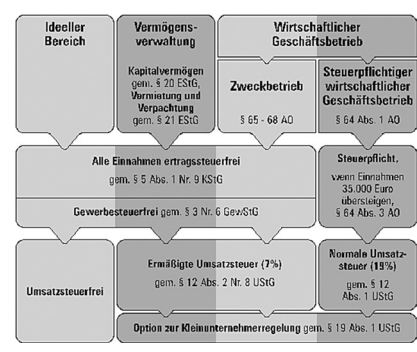 Ideeller
Bereich
Vermögens-
verwaltung
Kapitalvermögen
gem. § 20 EStG,
Vermietung und
Verpachtung
gem. § 21 EStG
Wirtschaftlicher
Geschäftsbetrieb
Zweckbetrieb
§ 65 - 68 AO
Steuerpflichtiger
wirtschaftlicher
Geschäftsbetrieb
§ 64 Abs. 1 AO
Alle Einnahmen ertragssteuerfrei
gem. § 5 Abs. 1 Nr. 9 KStG
Gewerbesteuerfrei gem. § 3 Nr. 6 GewStG
Steuerpflicht,
wenn Einnahmen
35.000 Euro
übersteigen,
§ 64 Abs. 3 AO
Umsatzsteuerfrei
Ermäßigte Umsatzsteuer (7%)
gem. § 12 Abs. 2 Nr. 8 UStG
Normale Umsatz-
steuer (19%)
gem. § 12
Abs. 1 UStG
Option zur Kleinunternehmerregelung gem. § 19 Abs. 1 UStG